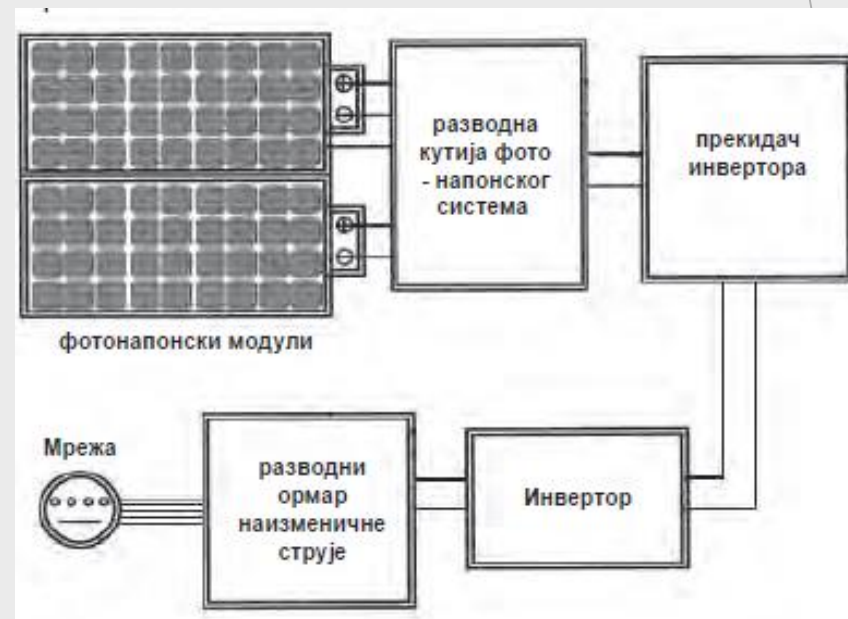 разводна
кутија фото
- напонског
система
прекидач
инвертора
фотонапонски модули
Мрежа
разводни
ормар
наизменичне
струје
Инвертор